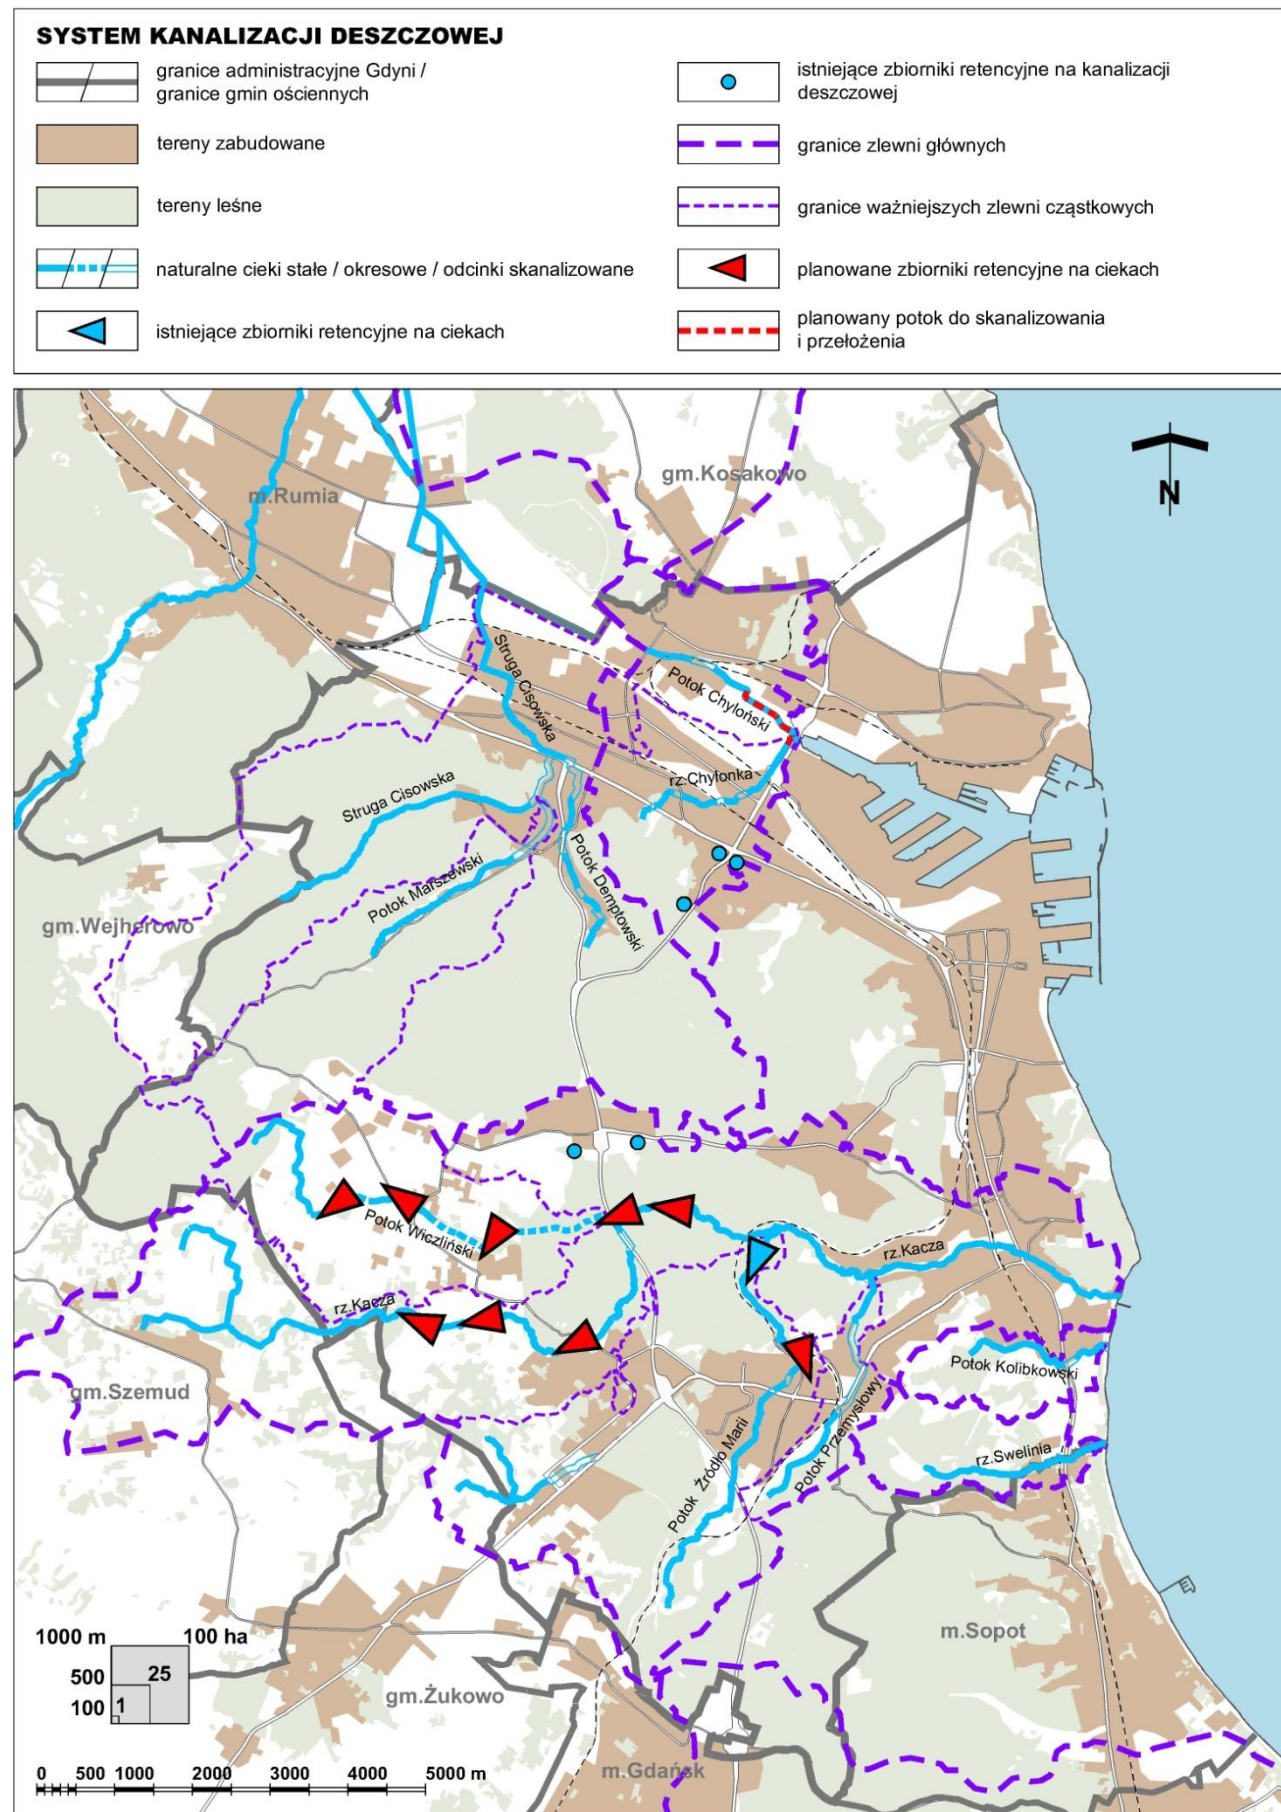 SYSTEM KANALIZACJI DESZCZOWEJ
granice administracyjne Gdyni /
granice gmin ościennych
tereny zabudowane
tereny leśne
naturalne cieki stałe / okresowe / odcinki skanalizowane
istniejące zbiorniki retencyjne na ciekach
istniejące zbiorniki retencyjne na kanalizacji
deszczowej
granice zlewni głównych
granice ważniejszych zlewni cząstkowych
planowane zbiorniki retencyjne na ciekach
planowany potok do skanalizowania
i przełożenia
gm.Kosakowo
m.Rumia
N
Struga Cisowska
Potok Chyloński
rz.Chylonka
Struga Cisowska
Potok Marszewski
Potok Demptowski
gm.Wejherowo
Potok Wiczliński
rz.Kacza
rz.Kacza
Potok Kolibkowski
gm.Szemud
Potok Źródło Marii
Potok Przemysłowy
rz.Swelinia
m.Sopot
gm.Żukowo
m.Gdańsk
1000 m 100 ha
500 25
100 1
0 500 1000 2000 3000 4000 5000 m